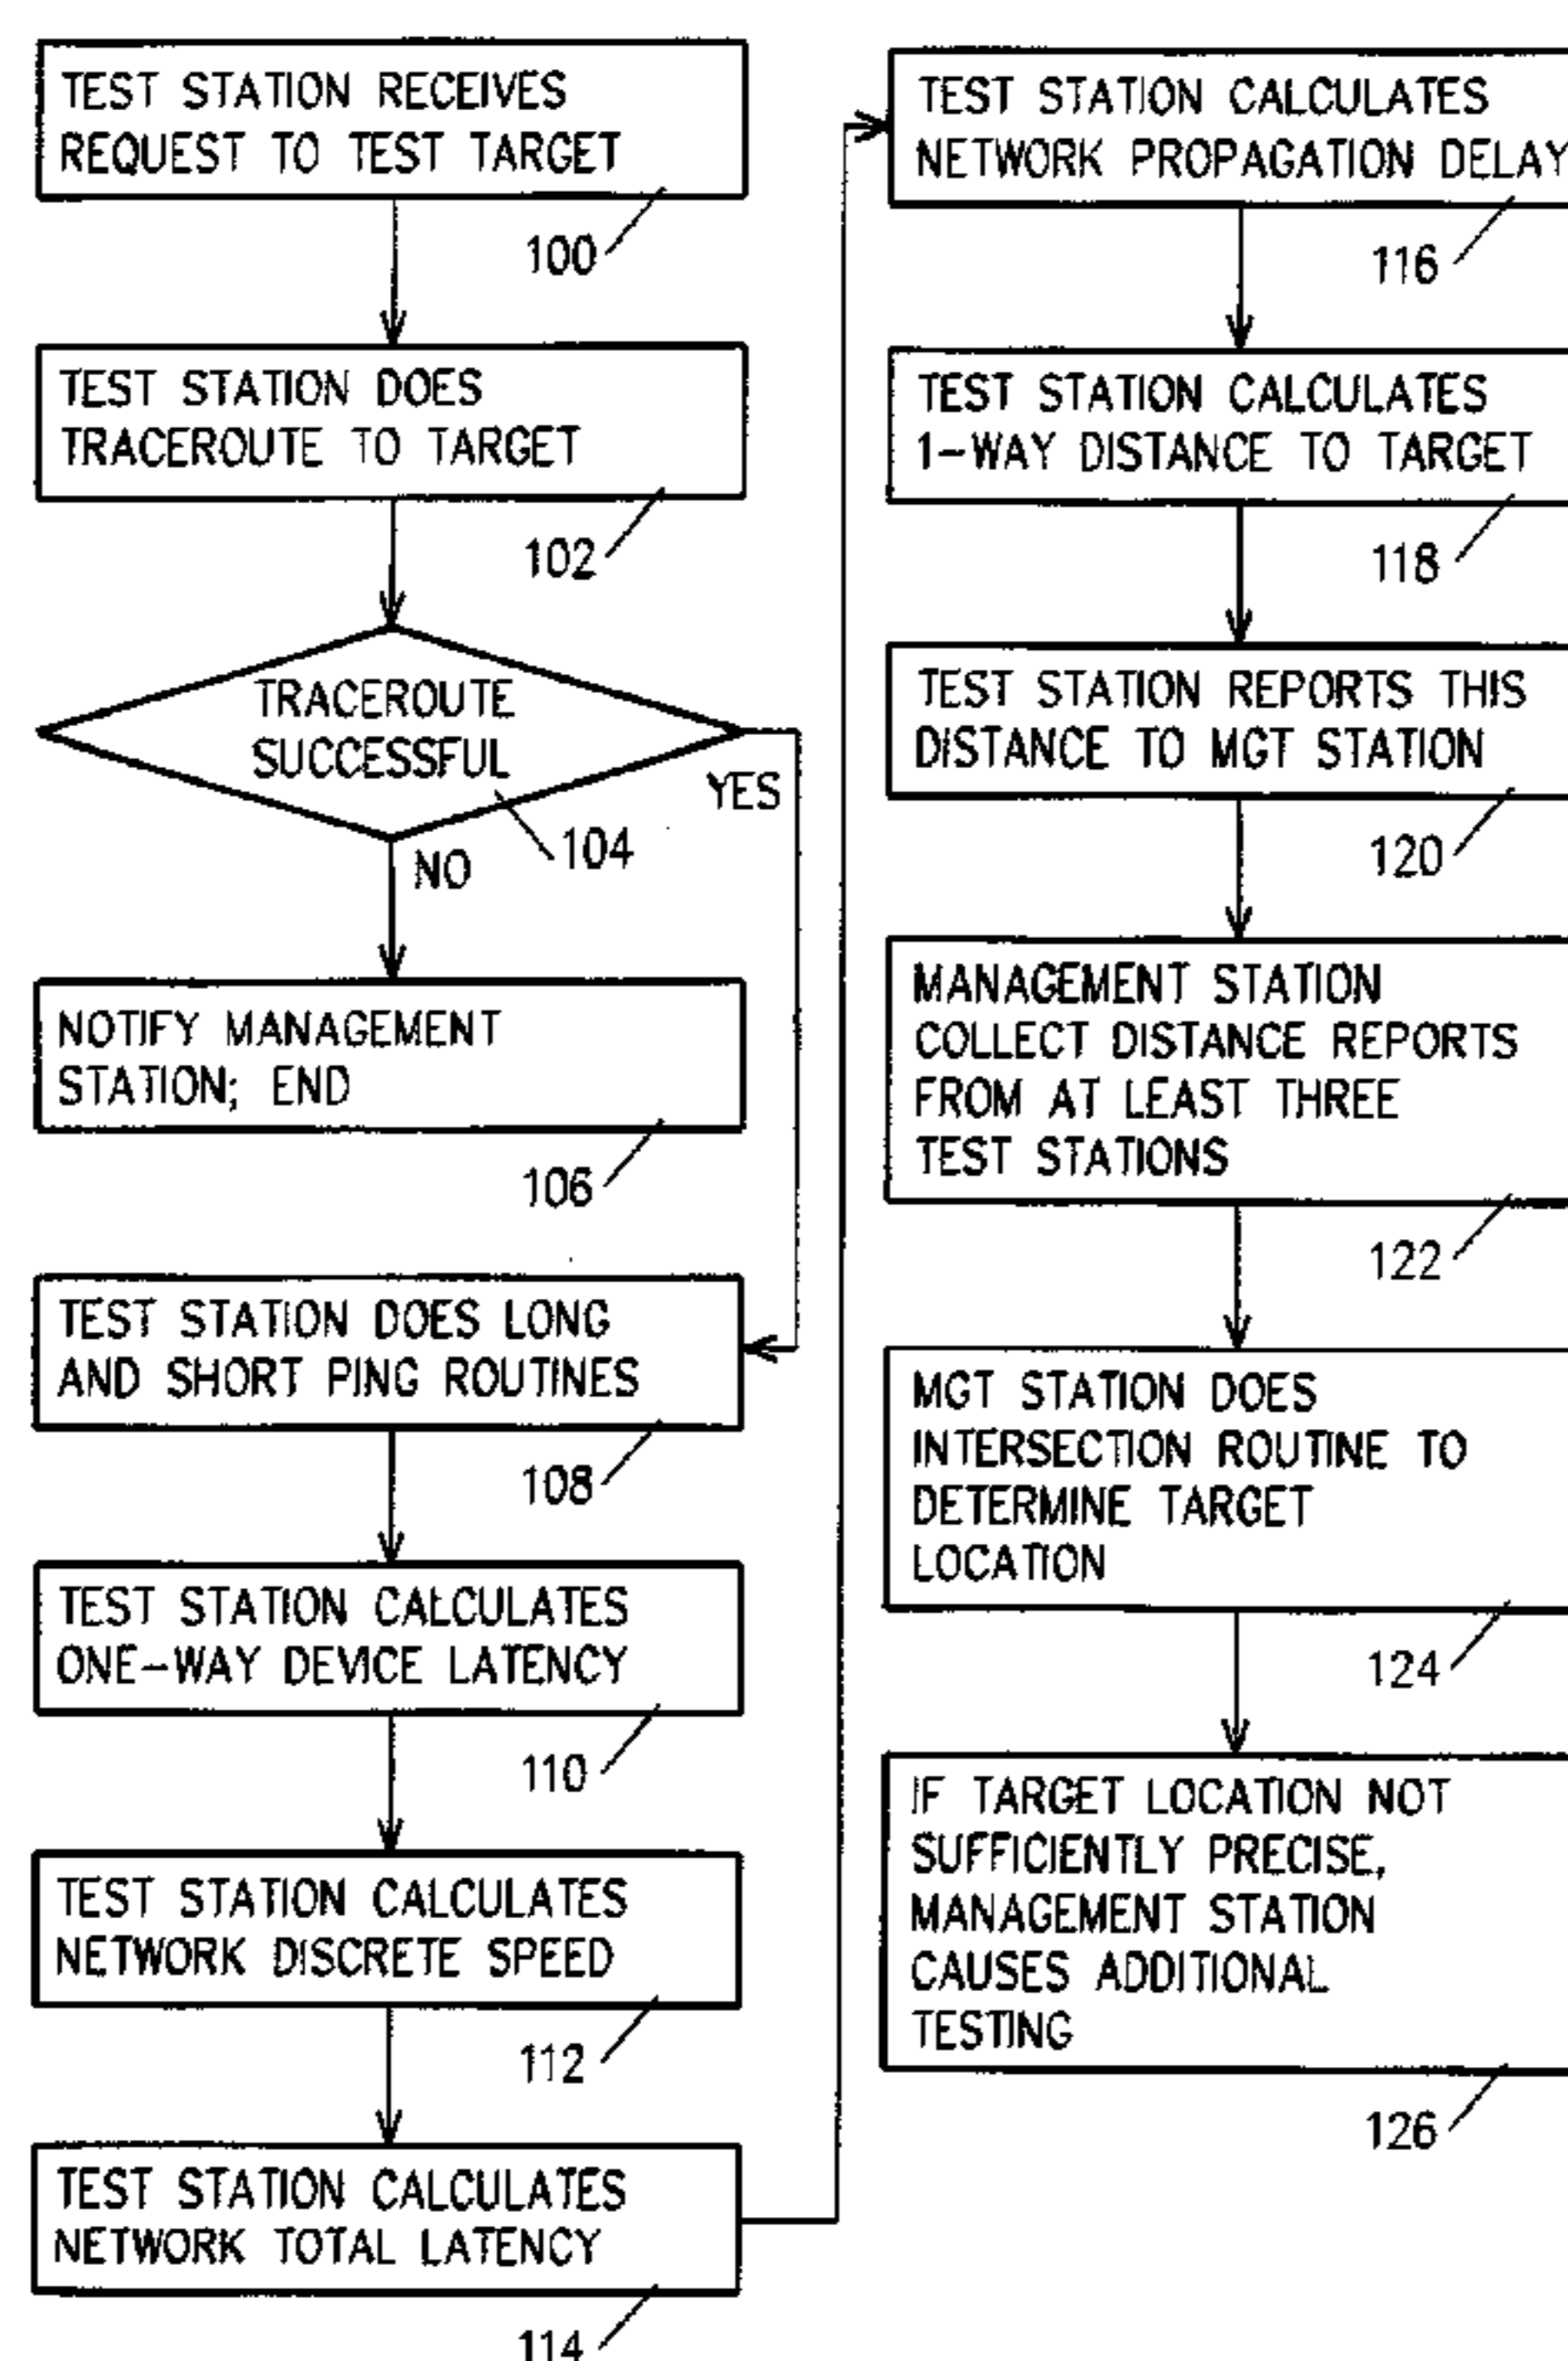 TEST STATION RECEIVES
REQUEST TO TEST TARGET
100
TEST STATION DOES
TRACEROUTE TO TARGET
102
TRACEROUTE
SUCCESSFUL
YES
104
NO
NOTIFY MANAGEMENT
STATION; END
106
TEST STATION DOES LONG
AND SHORT PING ROUTINES
108
TEST STATION CALCULATES
ONE-WAY DEVICE LATENCY
110
TEST STATION CALCULATES
NETWORK DISCRETE SPEED
112
TEST STATION CALCULATES
NETWORK TOTAL LATENCY
114
TEST STATION CALCULATES
NETWORK PROPAGATION DELAY
116
TEST STATION CALCULATES
1-WAY DISTANCE TO TARGET
118
TEST STATION REPORTS THIS
DISTANCE TO MGT STATION
120
MANAGEMENT STATION
COLLECT DISTANCE REPORTS
FROM AT LEAST THREE
TEST STATIONS
122
MGT STATION DOES
INTERSECTION ROUTINE TO
DETERMINE TARGET
LOCATION
124
IF TARGET LOCATION NOT
SUFFICIENTLY PRECISE,
MANAGEMENT STATION
CAUSES ADDITIONAL
TESTING
126